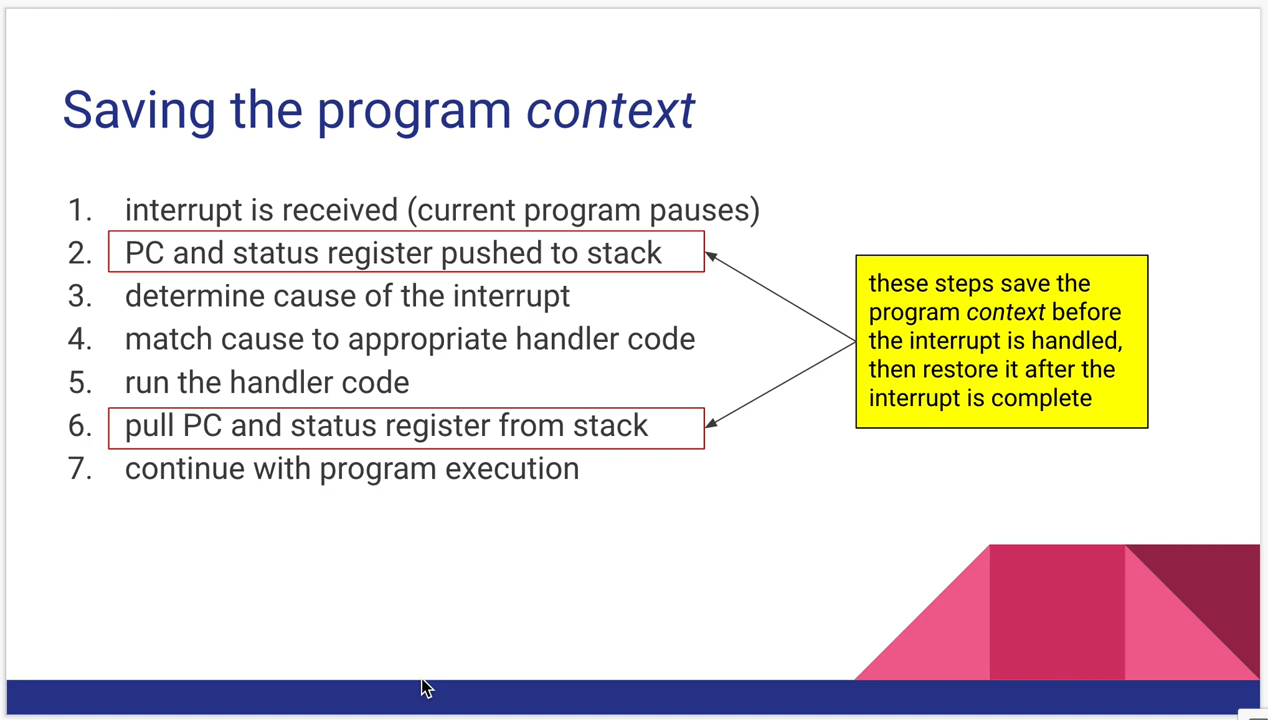 Saving the program context
1. interrupt is received (current program pauses)
2. PC and status register pushed to stack
3. determine cause of the interrupt
4. match cause to appropriate handler code
5. run the handler code
6. pull PC and status register from stack
7. continue with program execution
these steps save the
program context before
the interrupt is handled,
then restore it after the
interrupt is complete